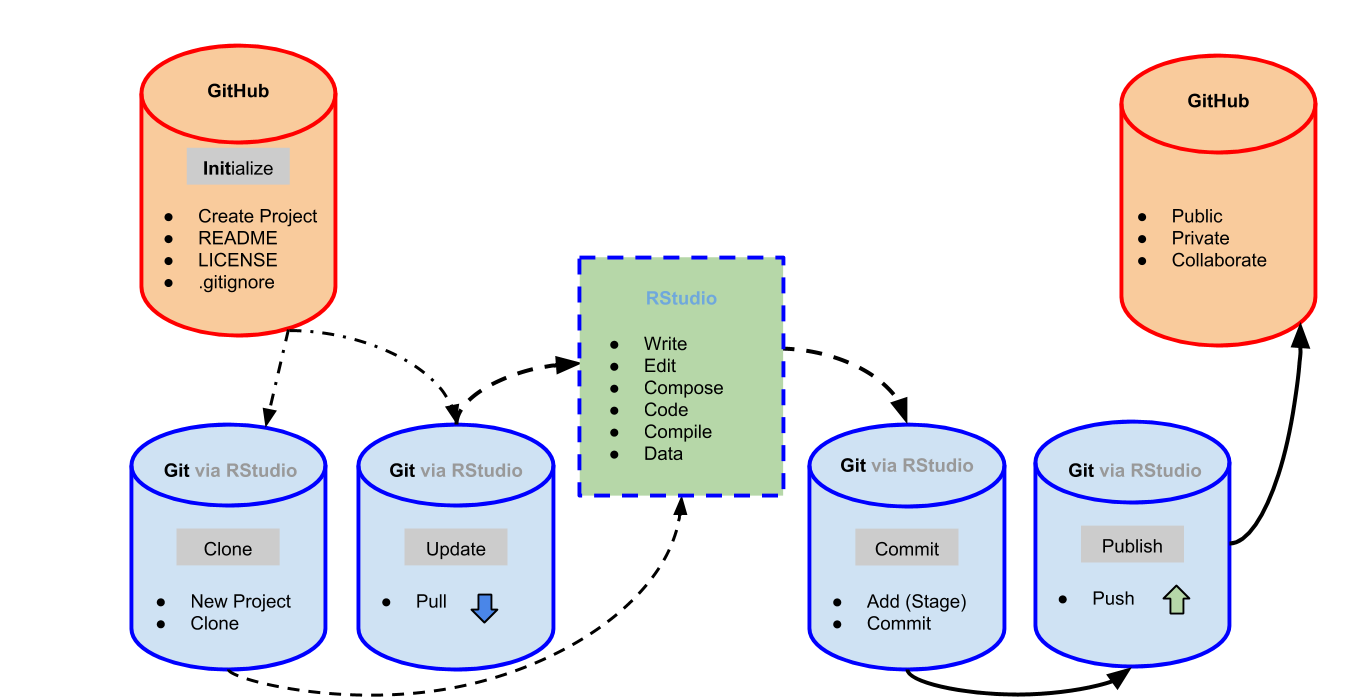 GitHub
Initialize
● Create Project
● README
● LICENSE
● .gitignore
GitHub
● Public
● Private
● Collaborate
RStudio
● Write
● Edit
● Compose
● Code
● Compile
● Data
Git via RStudio
Clone
● New Project
● Clone
Git via RStudio
Update
● Pull
Git via RStudio
Commit
● Add (Stage)
● Commit
Git via RStudio
Publish
● Push